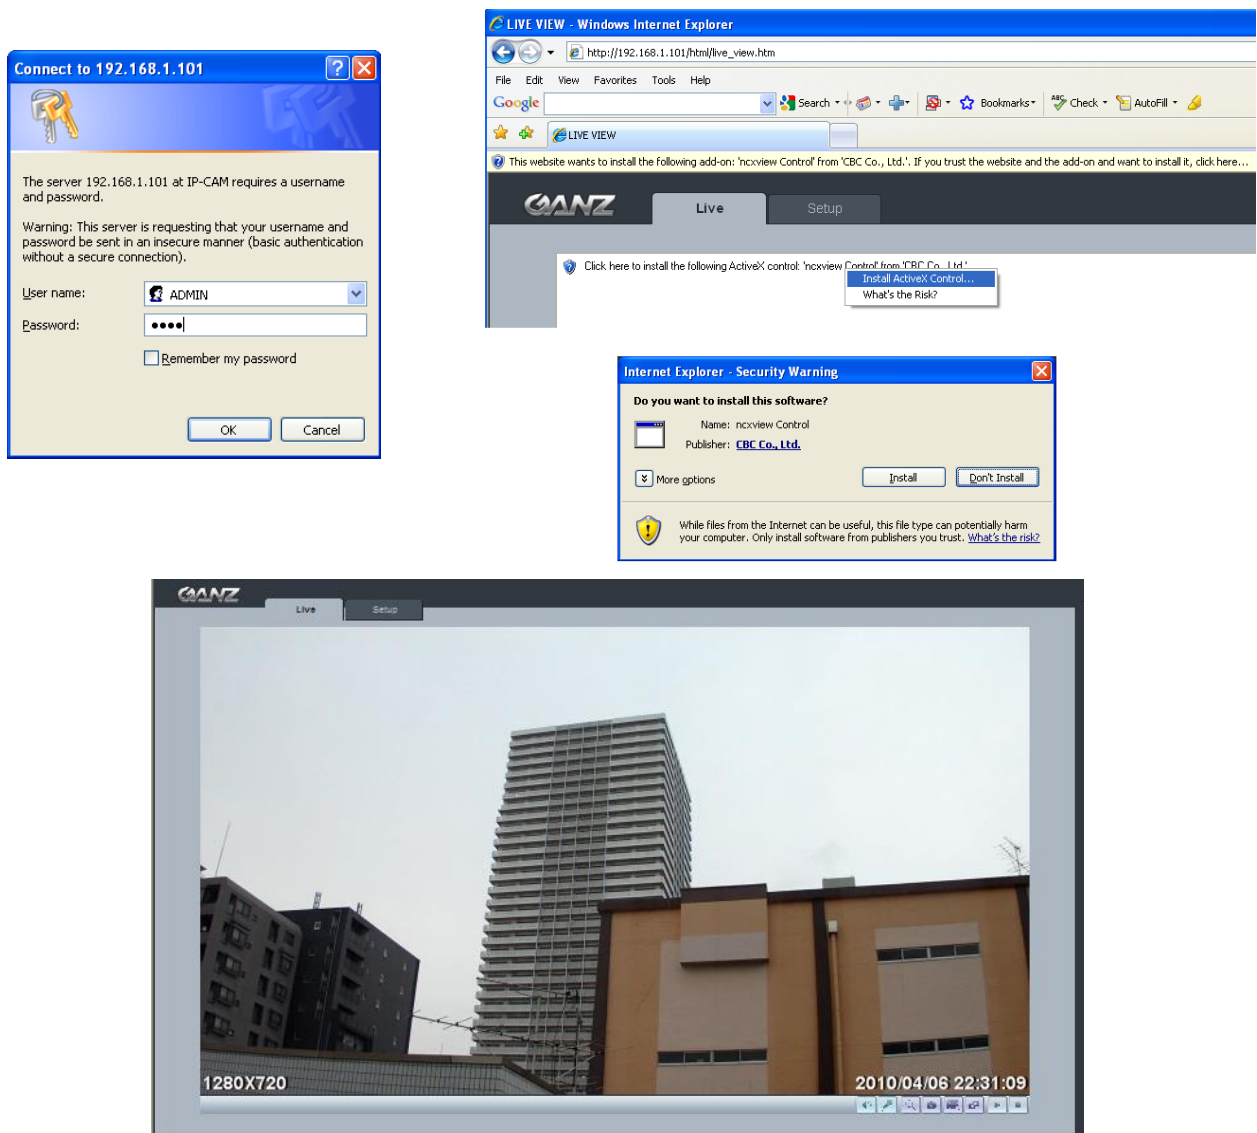 Connect to 192.168.1.101
The server 192.168.1.101 at IP-CAM requires a username
and password.
Warning: This server is requesting that your username and
password be sent in an insecure manner (basic authentication
without a secure connection).
User name:
ADMIN
Password:
Remember my password
OK
Cancel
LIVE VIEW - Windows Internet Explorer
http://192.168.1.101/html/live_view.htm
File Edit View Favorites Tools Help
Google
Search
Bookmarks
ABC Check
AutoFill
LIVE VIEW
This website wants to install the following add-on: 'ncxview Control' from 'CBC Co., Ltd.'. If you trust the website and the add-on and want to install it, click here...
GANZ
Live
Setup
Click here to install the following ActiveX control: 'ncxview Control' from 'CBC Co., Ltd.'
Install ActiveX Control...
What's the Risk?
Internet Explorer - Security Warning
Do you want to install this software?
Name: ncxview Control
Publisher: CBC Co., Ltd.
More options
Install
Don't Install
While files from the Internet can be useful, this file type can potentially harm
your computer. Only install software from publishers you trust. What's the risk?
GANZ
Live
Setup
1280X720
2010/04/06 22:31:09